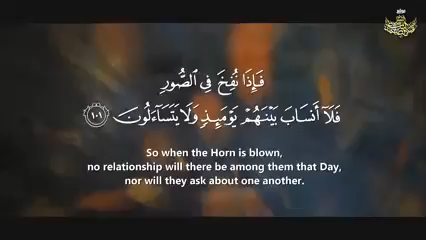 فَإِذَا نُفِخَ فِي ٱلصُّورِ
فَلَآ أَنسَابَ بَيْنَهُمْ يَوْمَئِذٍ وَلَا يَتَسَآءَلُونَ ١٠١
So when the Horn is blown,
no relationship will there be among them that Day,
nor will they ask about one another.